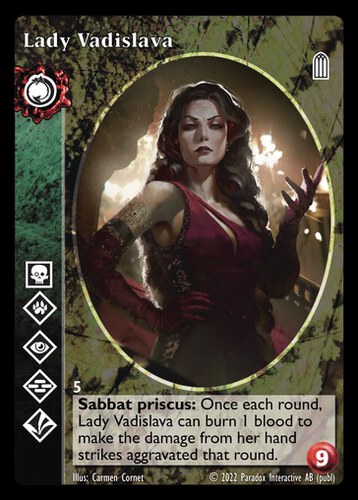 Lady Vadislava
5
Sabbat priscus: Once each round,
Lady Vadislava can burn 1 blood to
make the damage from her hand
strikes aggravated that round.
9
Illus: Carmen Cornet
© 2022 Paradox Interactive AB (publ)